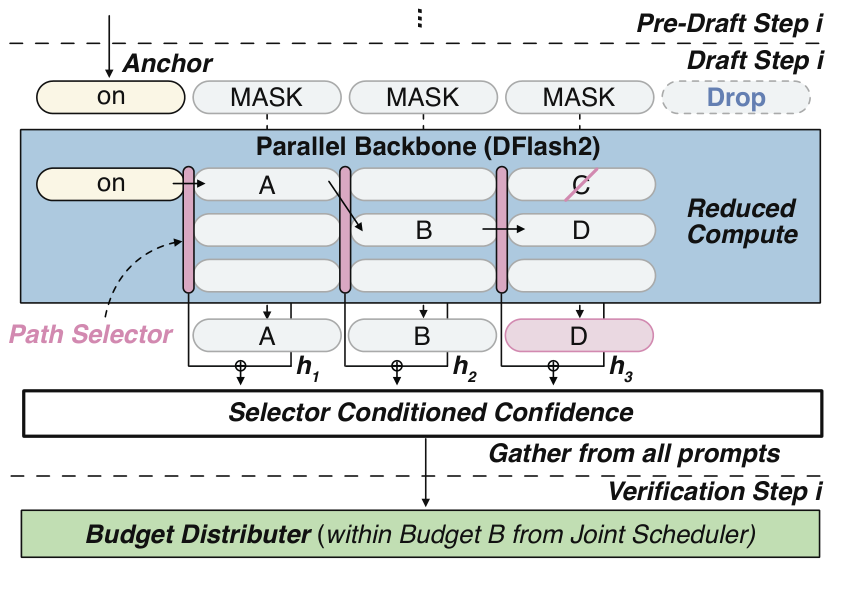 ⋮
Pre-Draft Step i
Draft Step i
Anchor
on MASK MASK MASK Drop
Parallel Backbone (DFlash2)
on A C
B D
Reduced
Compute
Path Selector
A B D
h1 h2 h3
Selector Conditioned Confidence
Gather from all prompts
Verification Step i
Budget Distributer (within Budget B from Joint Scheduler)